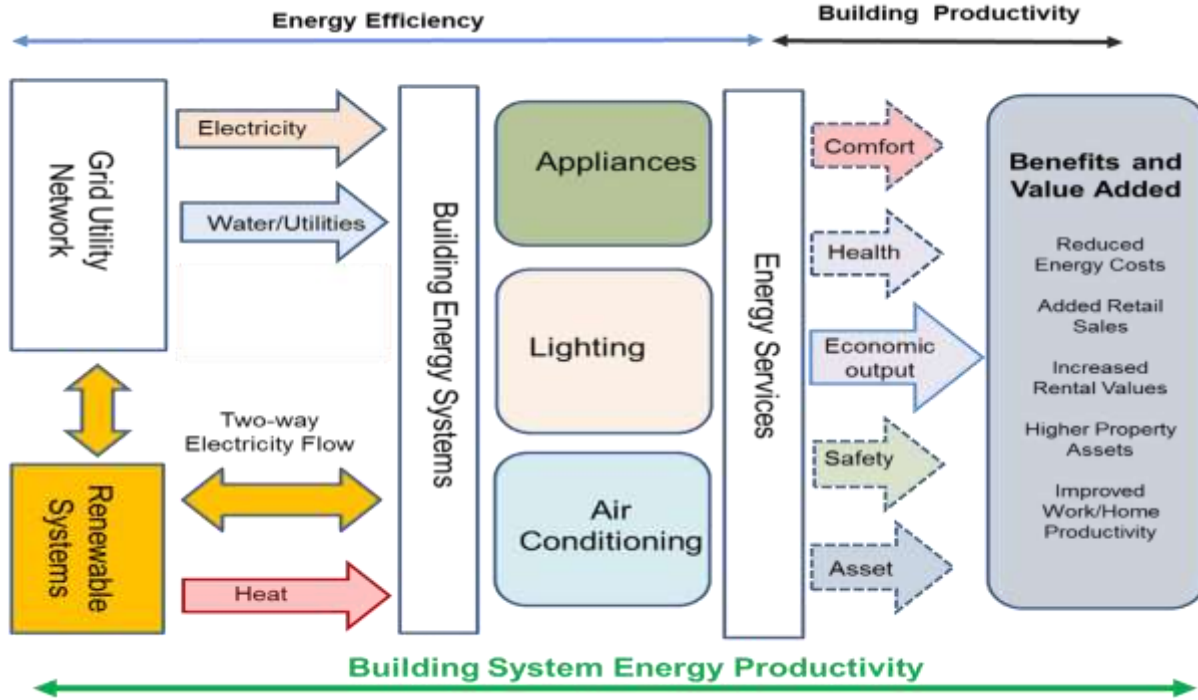 Energy Efficiency
Building Productivity
Grid Utility
Network
Electricity
Water/Utilities
Two-way
Electricity Flow
Renewable
Systems
Heat
Building Energy Systems
Appliances
Lighting
Air
Conditioning
Energy Services
Comfort
Health
Economic
output
Safety
Asset
Benefits and
Value Added
Reduced
Energy Costs
Added Retail
Sales
Increased
Rental Values
Higher Property
Assets
Improved
Work/Home
Productivity
Building System Energy Productivity